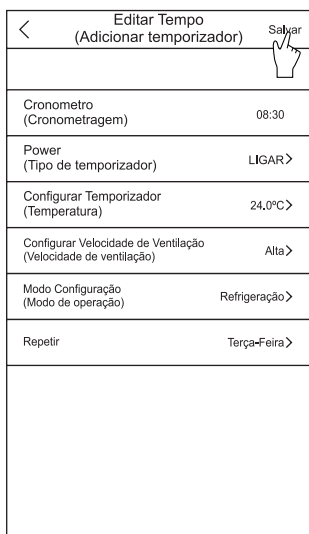 Editar Tempo
(Adicionar temporizador)
Salvar
Cronometro
(Cronometragem)
08:30
Power
(Tipo de temporizador)
LIGAR
Configurar Temporizador
(Temperatura)
24.0ºC
Configurar Velocidade de Ventilação
(Velocidade de ventilação)
Alta
Modo Configuração
(Modo de operação)
Refrigeração
Repetir
Terça-Feira